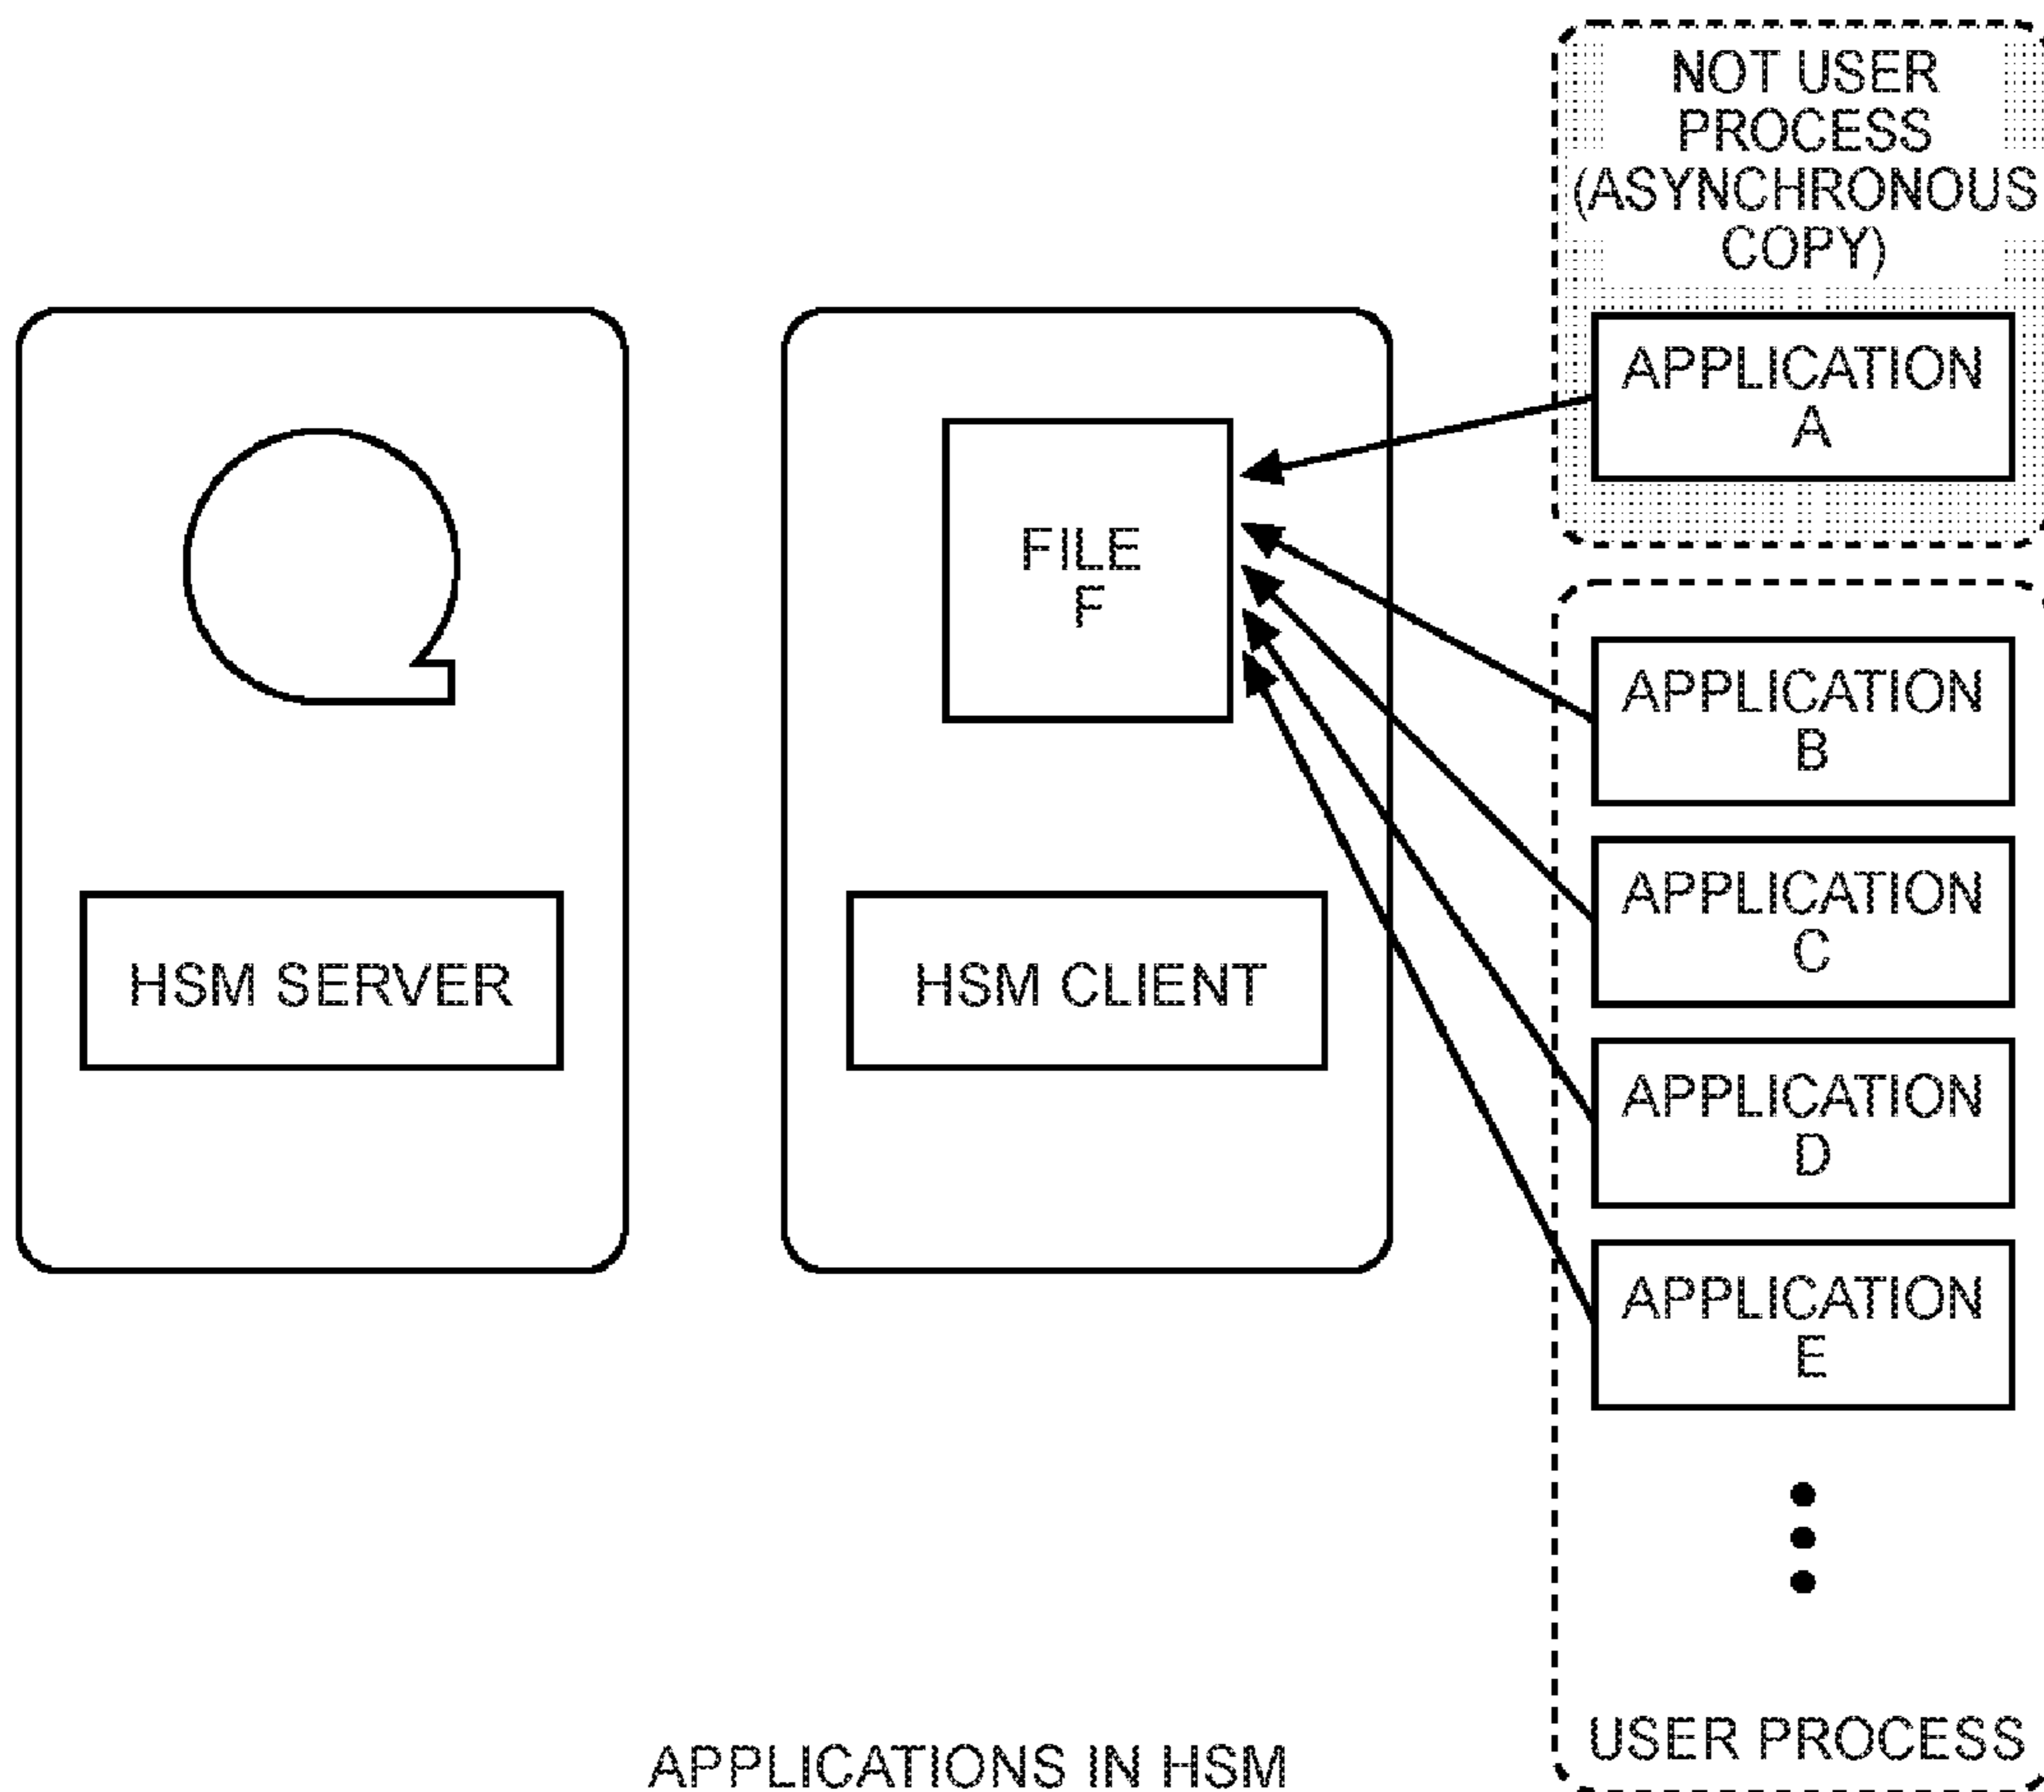 NOT USER
PROCESS
(ASYNCHRONOUS
COPY)
APPLICATION
A
FILE
F
APPLICATION
B
APPLICATION
C
HSM SERVER
HSM CLIENT
APPLICATION
D
APPLICATION
E
USER PROCESS
APPLICATIONS IN HSM